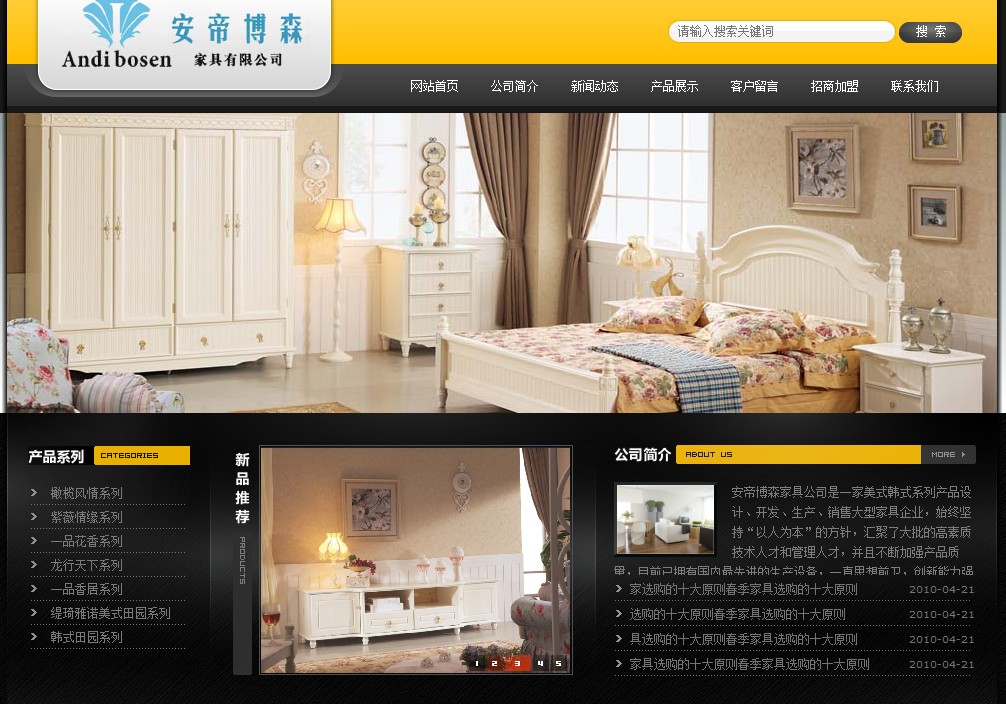 安帝博森
Andi bosen 家具有限公司
请输入搜索关键词
搜 索
网站首页 公司简介 新闻动态 产品展示 客户留言 招商加盟 联系我们
产品系列 CATEGORIES
橄榄风情系列
紫薇情缘系列
一品花香系列
龙行天下系列
一品香居系列
缇琦雅诺美式田园系列
韩式田园系列
新品推荐
PRODUCTS
1 2 3 4 5
公司简介 ABOUT US MORE
安帝博森家具公司是一家美式韩式系列产品设
计、开发、生产、销售大型家具企业，始终坚
持“以人为本”的方针，汇聚了大批的高素质
技术人才和管理人才，并且不断加强产品质
量，目前已拥有国内最先进的生产设备，一直思想前卫，创新能力强
家选购的十大原则春季家具选购的十大原则 2010-04-21
选购的十大原则春季家具选购的十大原则 2010-04-21
具选购的十大原则春季家具选购的十大原则 2010-04-21
家具选购的十大原则春季家具选购的十大原则 2010-04-21